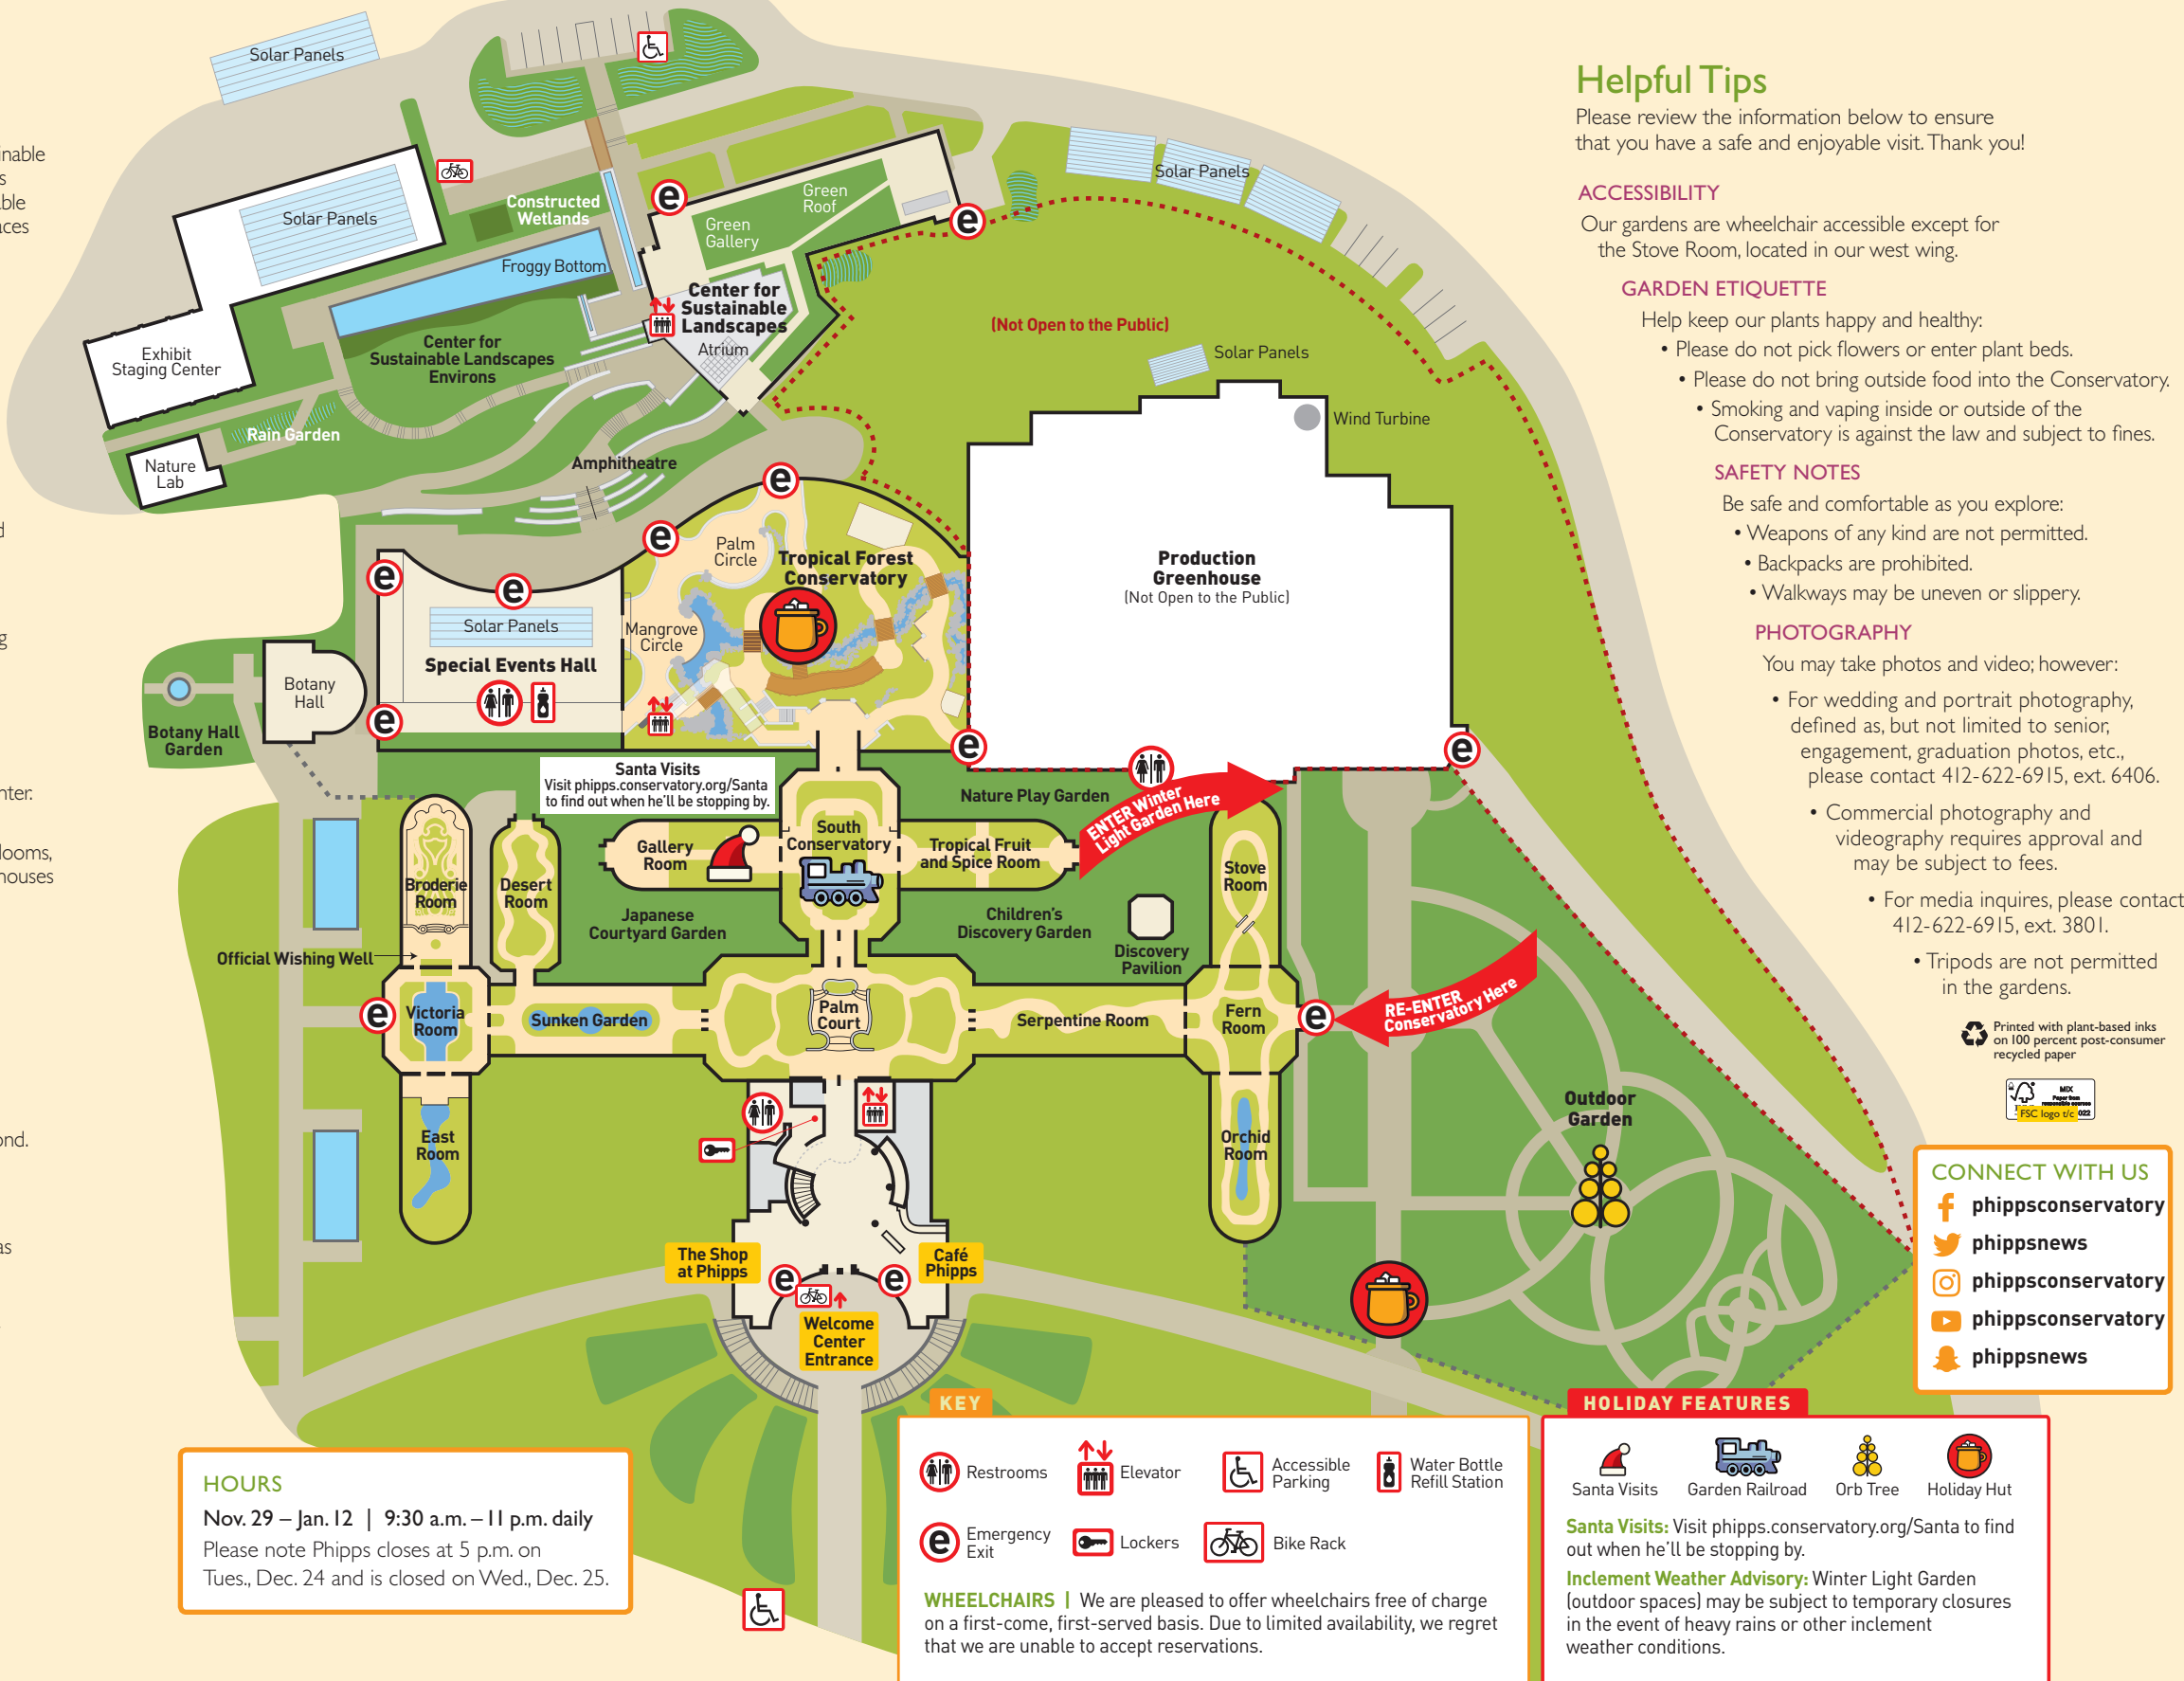 inable
s
ble
aces
d
g
nter.
looms,
houses
ond.
as
Solar Panels
Solar Panels
Constructed
Wetlands
Froggy Bottom
Green
Roof
Green
Gallery
Center for
Sustainable
Landscapes
Atrium
Center for
Sustainable Landscapes
Environs
Exhibit
Staging Center
Rain Garden
Nature
Lab
Amphitheatre
Solar Panels
(Not Open to the Public)
Solar Panels
Wind Turbine
e
e
e
e
e
e
Palm
Circle
Tropical Forest
Conservatory
Production
Greenhouse
(Not Open to the Public)
Solar Panels
Mangrove
Circle
Special Events Hall
Botany
Hall
Botany Hall
Garden
e
e
e
Santa Visits
Visit phipps.conservatory.org/Santa
to find out when he'll be stopping by.
Nature Play Garden
ENTER Winter
Light Garden Here
Gallery
Room
South
Conservatory
Tropical Fruit
and Spice Room
Stove
Room
Broderie
Room
Desert
Room
Japanese
Courtyard Garden
Children's
Discovery Garden
Discovery
Pavilion
Official Wishing Well
e
Victoria
Room
Sunken Garden
Palm
Court
Serpentine Room
Fern
Room
e
RE-ENTER
Conservatory Here
East
Room
Orchid
Room
Outdoor
Garden
The Shop
at Phipps
e
e
Café
Phipps
Welcome
Center
Entrance
Helpful Tips
Please review the information below to ensure
that you have a safe and enjoyable visit. Thank you!
ACCESSIBILITY
Our gardens are wheelchair accessible except for
the Stove Room, located in our west wing.
GARDEN ETIQUETTE
Help keep our plants happy and healthy:
• Please do not pick flowers or enter plant beds.
• Please do not bring outside food into the Conservatory.
• Smoking and vaping inside or outside of the
Conservatory is against the law and subject to fines.
SAFETY NOTES
Be safe and comfortable as you explore:
• Weapons of any kind are not permitted.
• Backpacks are prohibited.
• Walkways may be uneven or slippery.
PHOTOGRAPHY
You may take photos and video; however:
• For wedding and portrait photography,
defined as, but not limited to senior,
engagement, graduation photos, etc.,
please contact 412-622-6915, ext. 6406.
• Commercial photography and
videography requires approval and
may be subject to fees.
• For media inquires, please contact
412-622-6915, ext. 3801.
• Tripods are not permitted
in the gardens.
Printed with plant-based inks
on 100 percent post-consumer
recycled paper
MIX
Paper from
responsible sources
FSC logo t/c 022
CONNECT WITH US
phippsconservatory
phippsnews
phippsconservatory
phippsconservatory
phippsnews
HOURS
Nov. 29 – Jan. 12 | 9:30 a.m. – 11 p.m. daily
Please note Phipps closes at 5 p.m. on
Tues., Dec. 24 and is closed on Wed., Dec. 25.
KEY
Restrooms
Elevator
Accessible
Parking
Water Bottle
Refill Station
e Emergency
Exit
Lockers
Bike Rack
WHEELCHAIRS | We are pleased to offer wheelchairs free of charge
on a first-come, first-served basis. Due to limited availability, we regret
that we are unable to accept reservations.
HOLIDAY FEATURES
Santa Visits
Garden Railroad
Orb Tree
Holiday Hut
Santa Visits: Visit phipps.conservatory.org/Santa to find
out when he'll be stopping by.
Inclement Weather Advisory: Winter Light Garden
(outdoor spaces) may be subject to temporary closures
in the event of heavy rains or other inclement
weather conditions.